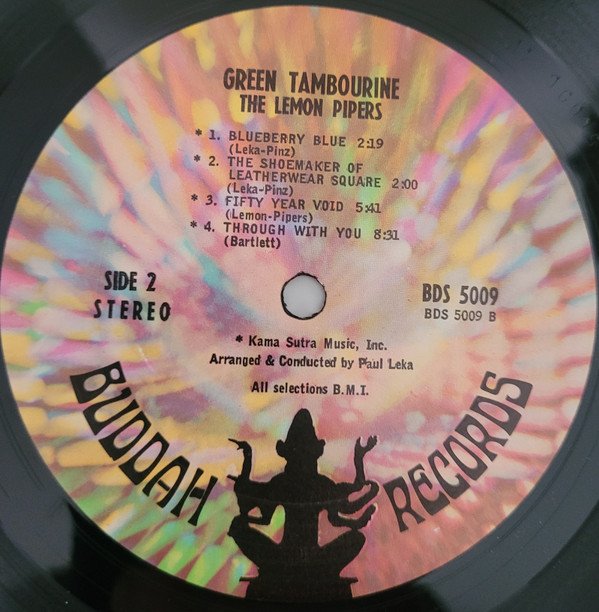 GREEN TAMBOURINE
THE LEMON PIPERS
* 1. BLUEBERRY BLUE 2:19
(Leka-Pinz)
* 2. THE SHOEMAKER OF
LEATHERWEAR SQUARE 2:00
(Leka-Pinz)
* 3. FIFTY YEAR VOID 5:41
(Lemon-Pipers)
* 4. THROUGH WITH YOU 8:31
(Bartlett)
SIDE 2
STEREO
BDS 5009
BDS 5009 B
* Kama Sutra Music, Inc.
Arranged & Conducted by Paul Leka
All selections B.M.I.
BUDDAH RECORDS